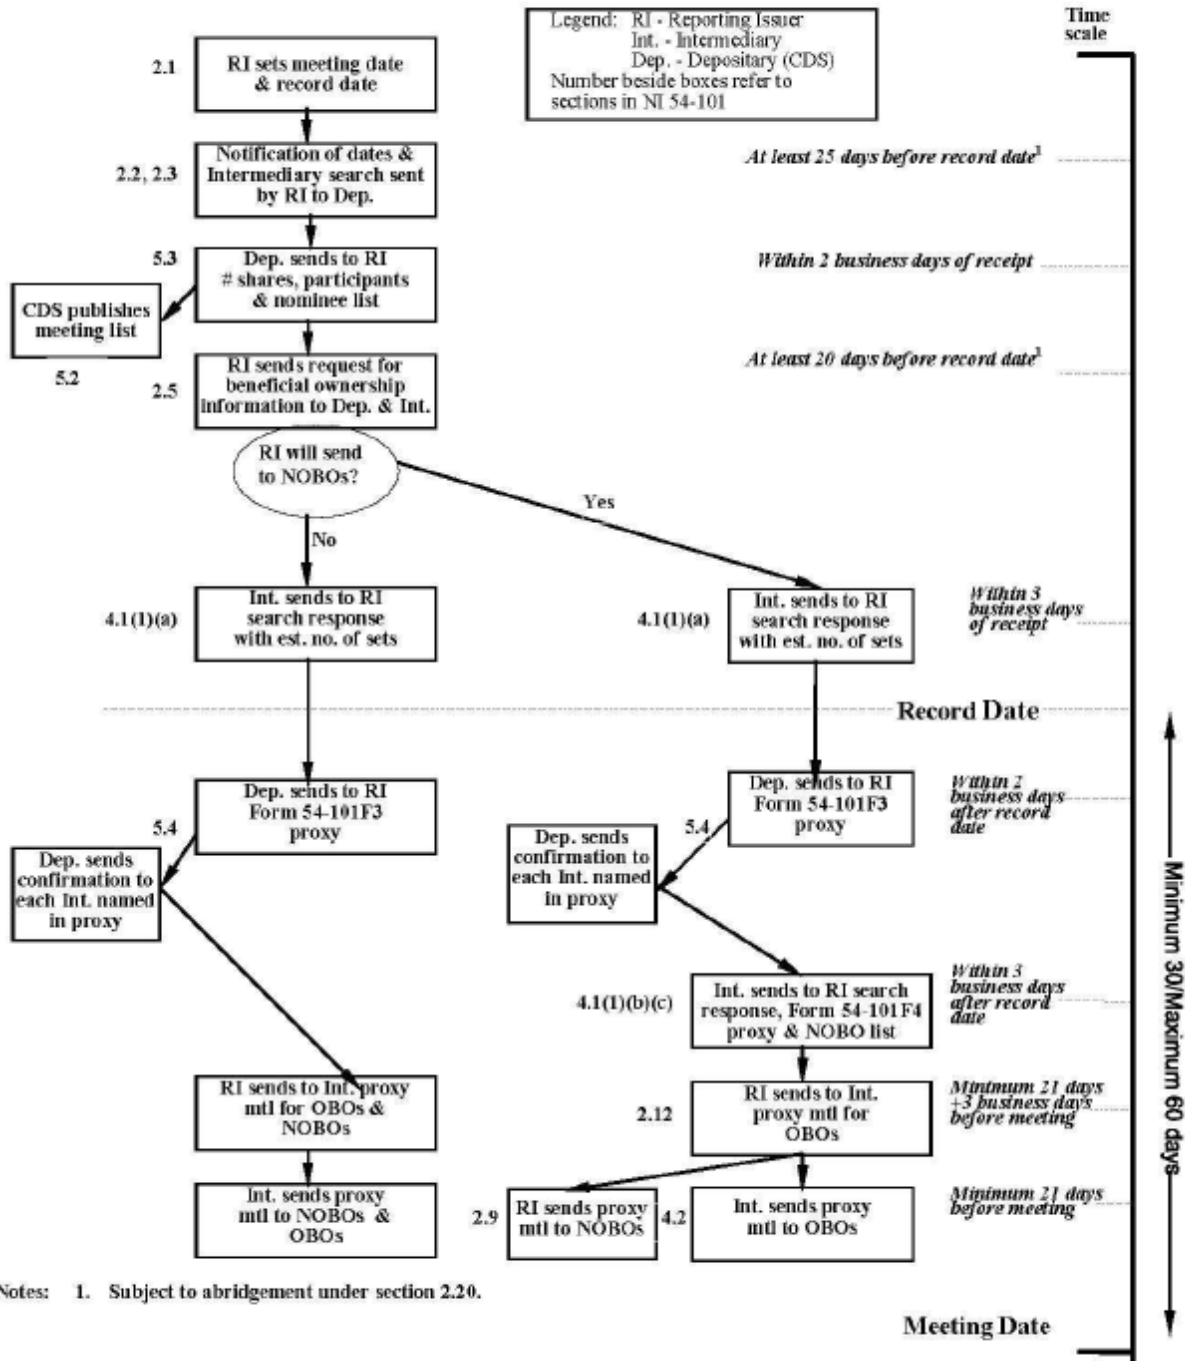 Legend: RI - Reporting Issuer
Int. - Intermediary
Dep. - Depositary (CDS)
Number beside boxes refer to
sections in NI 54-101
Time
scale
2.1
RI sets meeting date
& record date
2.2, 2.3
Notification of dates &
Intermediary search sent
by RI to Dep.
At least 25 days before record date1
5.3
Dep. sends to RI
# shares, participants
& nominee list
Within 2 business days of receipt
CDS publishes
meeting list
5.2
2.5
RI sends request for
beneficial ownership
information to Dep. & Int.
At least 20 days before record date1
RI will send
to NOBOs?
Yes
No
4.1(1)(a)
Int. sends to RI
search response
with est. no. of sets
4.1(1)(a)
Int. sends to RI
search response
with est. no. of sets
Within 3
business days
of receipt
Record Date
Dep. sends to RI
Form 54-101F3
proxy
5.4
Dep. sends
confirmation to
each Int. named
in proxy
Dep. sends to RI
Form 54-101F3
proxy
5.4
Dep. sends
confirmation to
each Int. named
in proxy
Within 2
business days
after record
date
4.1(1)(b)(c)
Int. sends to RI search
response, Form 54-101F4
proxy & NOBO list
Within 3
business days
after record
date
RI sends to Int. proxy
mtl for OBOs &
NOBOs
2.12
RI sends to Int.
proxy mtl for
OBOs
Minimum 21 days
+3 business days
before meeting
Int. sends proxy
mtl to NOBOs &
OBOs
2.9
RI sends proxy
mtl to NOBOs
4.2
Int. sends proxy
mtl to OBOs
Minimum 21 days
before meeting
Minimum 30/Maximum 60 days
Notes: 1. Subject to abridgement under section 2.20.
Meeting Date